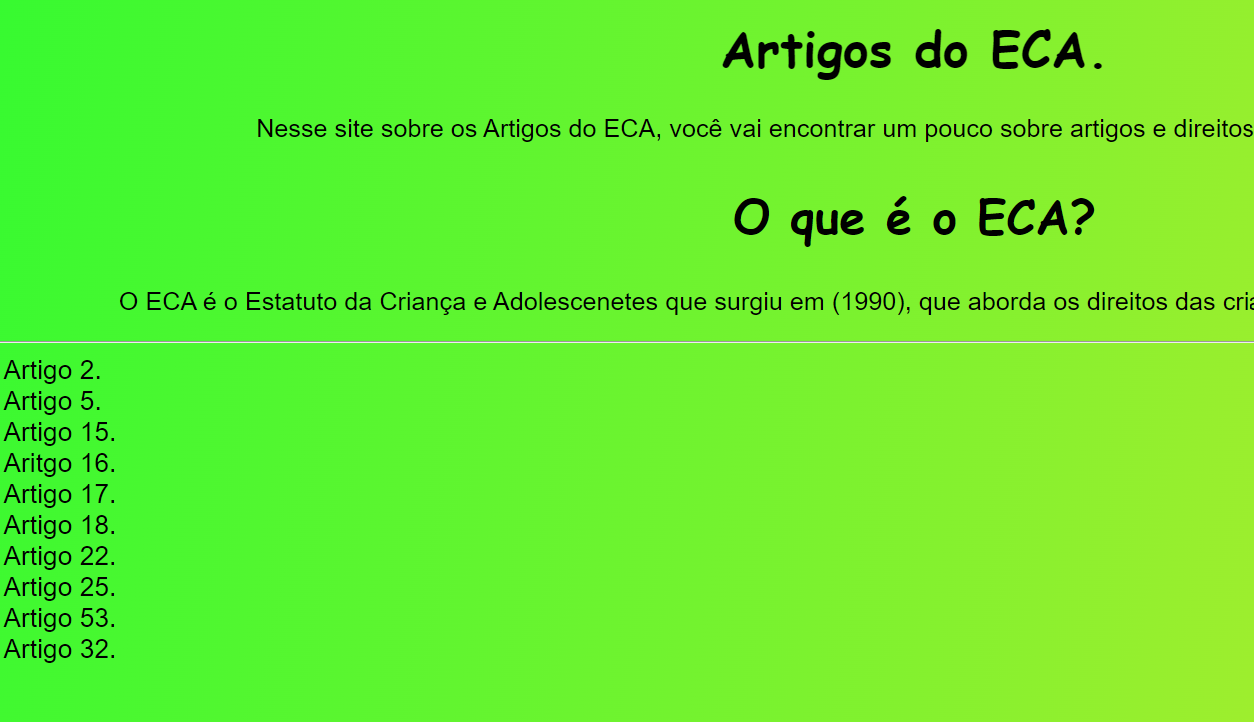 Artigos do ECA.
Nesse site sobre os Artigos do ECA, você vai encontrar um pouco sobre artigos e direitos
O que é o ECA?
O ECA é o Estatuto da Criança e Adolescenetes que surgiu em (1990), que aborda os direitos das
Artigo 2.
Artigo 5.
Artigo 15.
Aritgo 16.
Artigo 17.
Artigo 18.
Artigo 22.
Artigo 25.
Artigo 53.
Artigo 32.